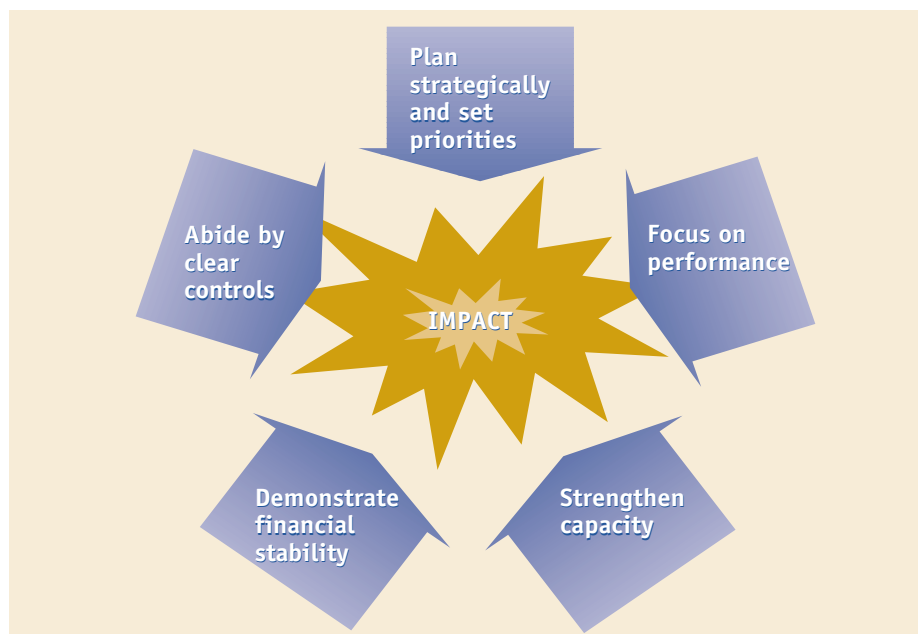 Plan
strategically
and set
priorities
Abide by
clear
controls
Focus on
performance
IMPACT
Demonstrate
financial
stability
Strengthen
capacity